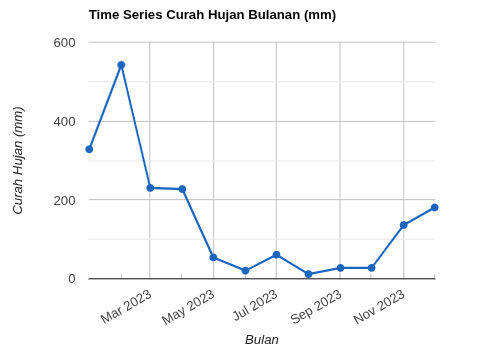 Time Series Curah Hujan Bulanan (mm)
600
400
200
0
Curah Hujan (mm)
Mar 2023
May 2023
Jul 2023
Sep 2023
Nov 2023
Bulan